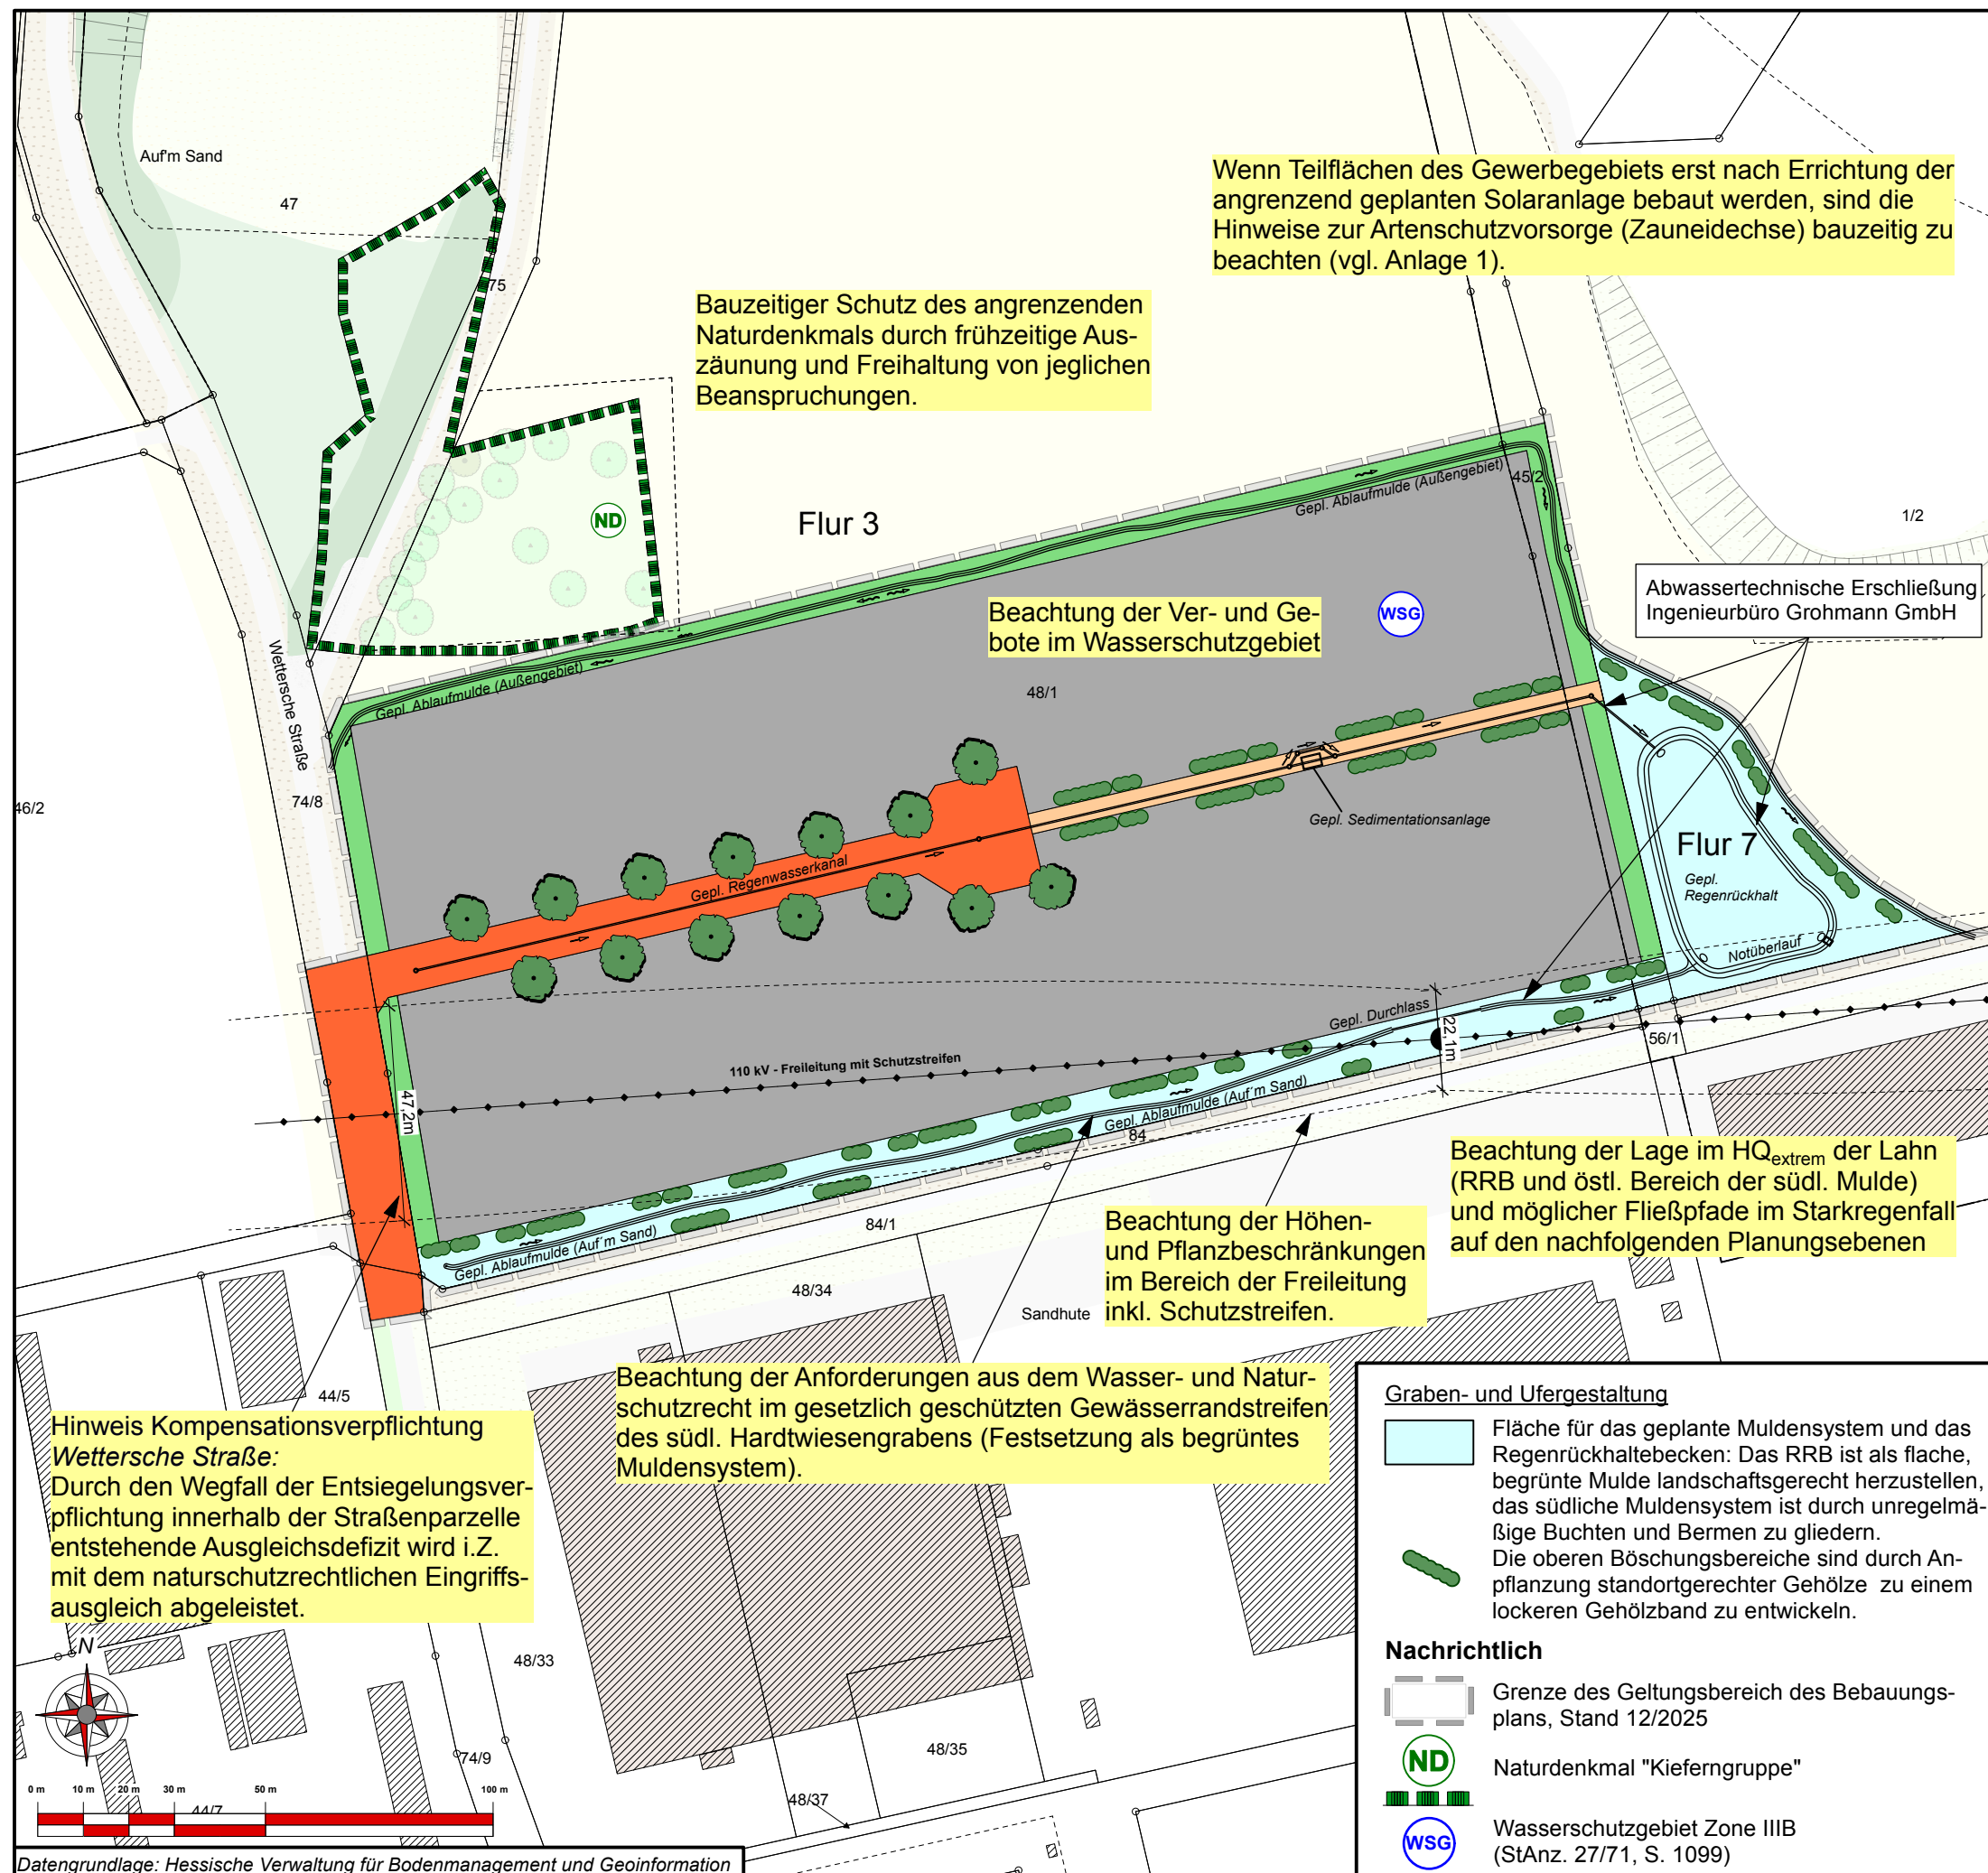 Auf'm Sand
47
75
Wenn Teilflächen des Gewerbegebiets erst nach Errichtung der
angrenzend geplanten Solaranlage bebaut werden, sind die
Hinweise zur Artenschutzvorsorge (Zauneidechse) bauzeitig zu
beachten (vgl. Anlage 1).
Bauzeitiger Schutz des angrenzenden
Naturdenkmals durch frühzeitige Aus-
zäunung und Freihaltung von jeglichen
Beanspruchungen.
ND
Flur 3
Gepl. Ablaufmulde (Außengebiet)
45/2
1/2
Abwassertechnische Erschließung
Ingenieurbüro Grohmann GmbH
Beachtung der Ver- und Ge-
bote im Wasserschutzgebiet
WSG
48/1
Gepl. Ablaufmulde (Außengebiet)
Wettersche Straße
74/8
46/2
Gepl. Sedimentationsanlage
Gepl. Regenwasserkanal
Flur 7
Gepl.
Regenrückhalt
Notüberlauf
Gepl. Durchlass
22,1m
56/1
110 kV - Freileitung mit Schutzstreifen
47,2m
Gepl. Ablaufmulde (Auf´m Sand)
84
Gepl. Ablaufmulde (Auf´m Sand)
84/1
Beachtung der Lage im HQextrem der Lahn
(RRB und östl. Bereich der südl. Mulde)
und möglicher Fließpfade im Starkregenfall
auf den nachfolgenden Planungsebenen
Beachtung der Höhen-
und Pflanzbeschränkungen
im Bereich der Freileitung
inkl. Schutzstreifen.
48/34
Sandhute
44/5
Beachtung der Anforderungen aus dem Wasser- und Natur-
schutzrecht im gesetzlich geschützten Gewässerrandstreifen
des südl. Hardtwiesengrabens (Festsetzung als begrüntes
Muldensystem).
Hinweis Kompensationsverpflichtung
Wettersche Straße:
Durch den Wegfall der Entsiegelungsver-
pflichtung innerhalb der Straßenparzelle
entstehende Ausgleichsdefizit wird i.Z.
mit dem naturschutzrechtlichen Eingriffs-
ausgleich abgeleistet.
N
48/33
74/9
48/35
48/37
0 m 10 m 20 m 30 m 50 m 100 m
44/7
Datengrundlage: Hessische Verwaltung für Bodenmanagement und Geoinformation
Graben- und Ufergestaltung
Fläche für das geplante Muldensystem und das
Regenrückhaltebecken: Das RRB ist als flache,
begrünte Mulde landschaftsgerecht herzustellen,
das südliche Muldensystem ist durch unregelmä-
ßige Buchten und Bermen zu gliedern.
Die oberen Böschungsbereiche sind durch An-
pflanzung standortgerechter Gehölze zu einem
lockeren Gehölzband zu entwickeln.
Nachrichtlich
Grenze des Geltungsbereich des Bebauungs-
plans, Stand 12/2025
ND
Naturdenkmal "Kieferngruppe"
WSG
Wasserschutzgebiet Zone IIIB
(StAnz. 27/71, S. 1099)